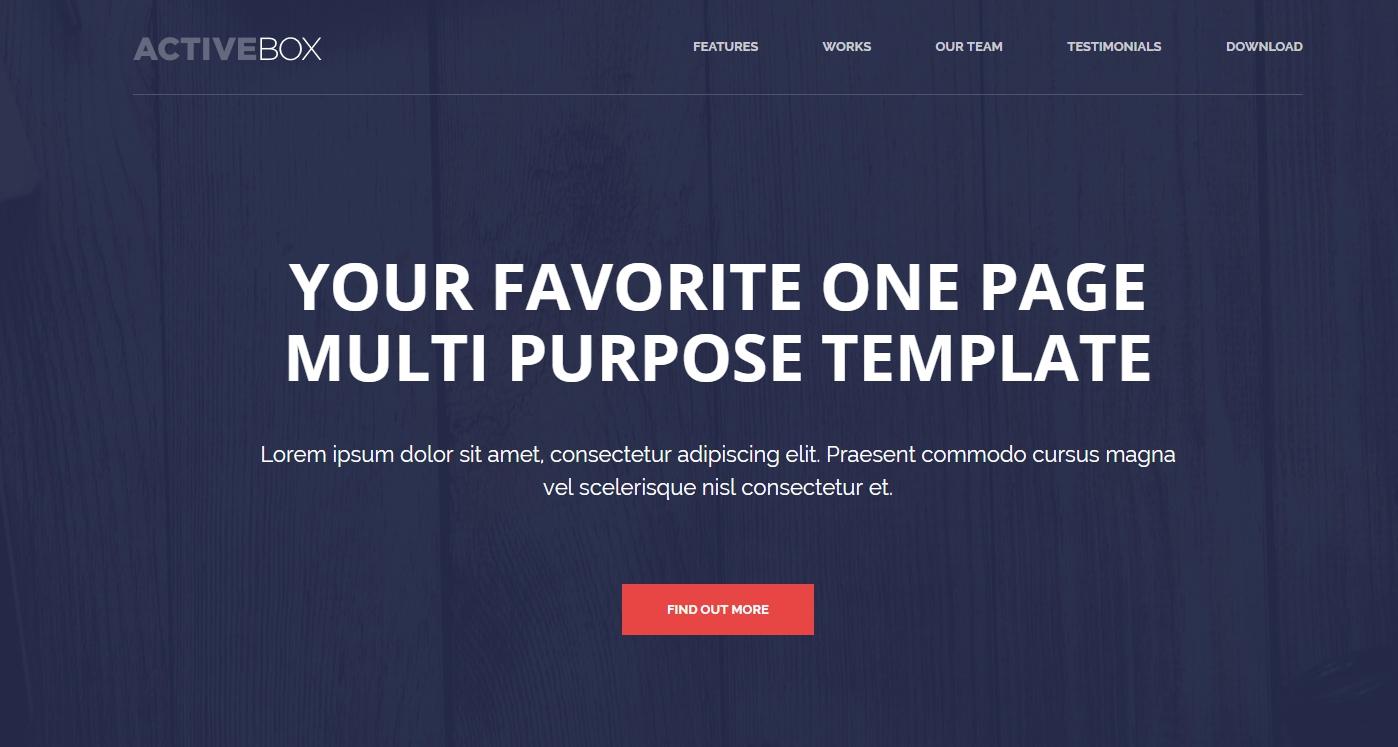 ACTIVEBOX
FEATURES WORKS OUR TEAM TESTIMONIALS DOWNLOAD
YOUR FAVORITE ONE PAGE
MULTI PURPOSE TEMPLATE
Lorem ipsum dolor sit amet, consectetur adipiscing elit. Praesent commodo cursus magna
vel scelerisque nisl consectetur et.
FIND OUT MORE